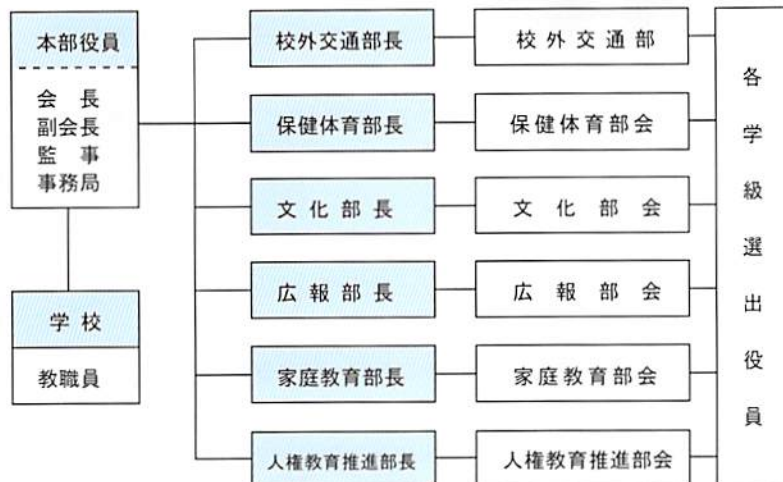 本部役員
会長
副会長
監事
事務局
学校
教職員
校外交通部長
校外交通部
保健体育部長
保健体育部会
文化部長
文化部会
広報部長
広報部会
家庭教育部長
家庭教育部会
人権教育推進部長
人権教育推進部会
各学級選出役員